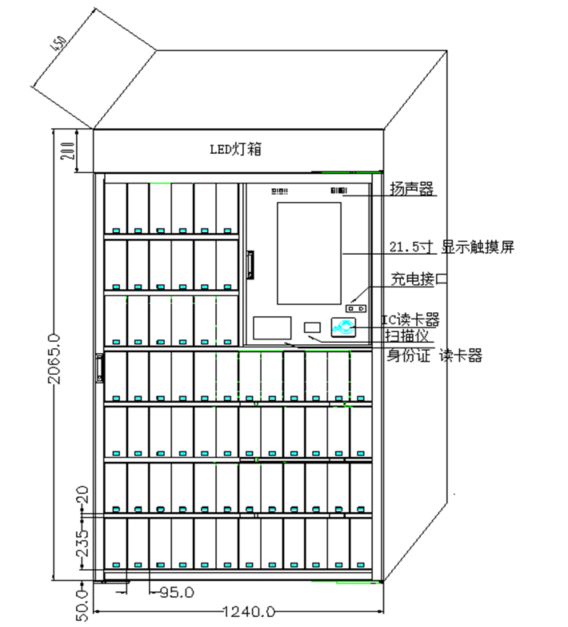 450
200
LED灯箱
扬声器
21.5寸 显示触摸屏
充电接口
IC读卡器
扫描仪
身份证 读卡器
2065.0
20
235
50.0
95.0
1240.0